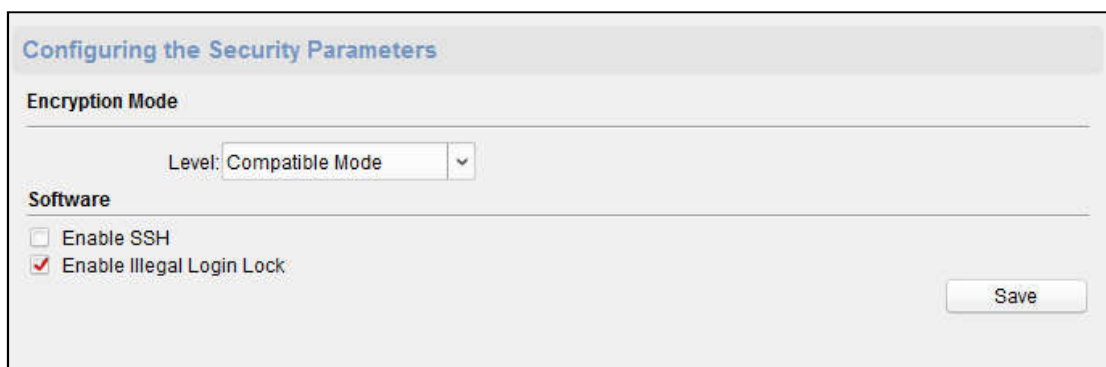 Configuring the Security Parameters
Encryption Mode
Level: Compatible Mode
Software
Enable SSH
Enable Illegal Login Lock
Save